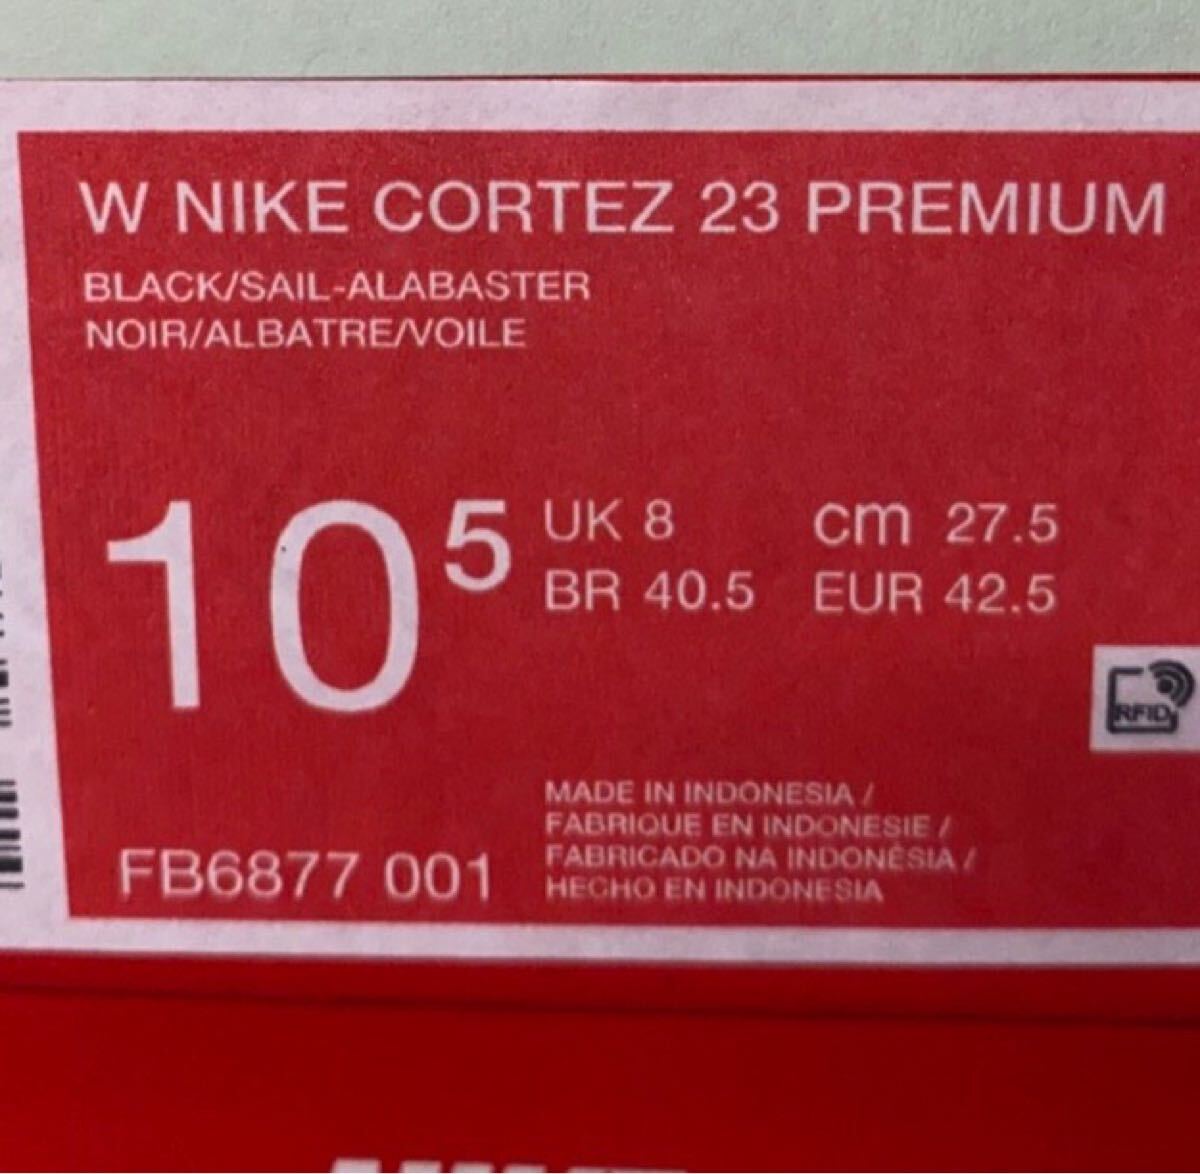 W NIKE CORTEZ 23 PREMIUM
BLACK/SAIL-ALABASTER
NOIR/ALBATRE/VOILE
10 5
UK 8 cm 27.5
BR 40.5 EUR 42.5
RFID
MADE IN INDONESIA /
FABRIQUE EN INDONESIE /
FABRICADO NA INDONÉSIA /
HECHO EN INDONESIA
FB6877 001